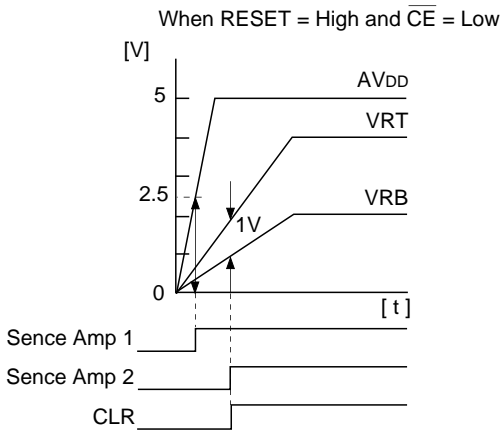 When RESET = High and CE = Low
[V]
AVDD
5
VRT
2.5
VRB
1V
0
[ t ]
Sence Amp 1
Sence Amp 2
CLR